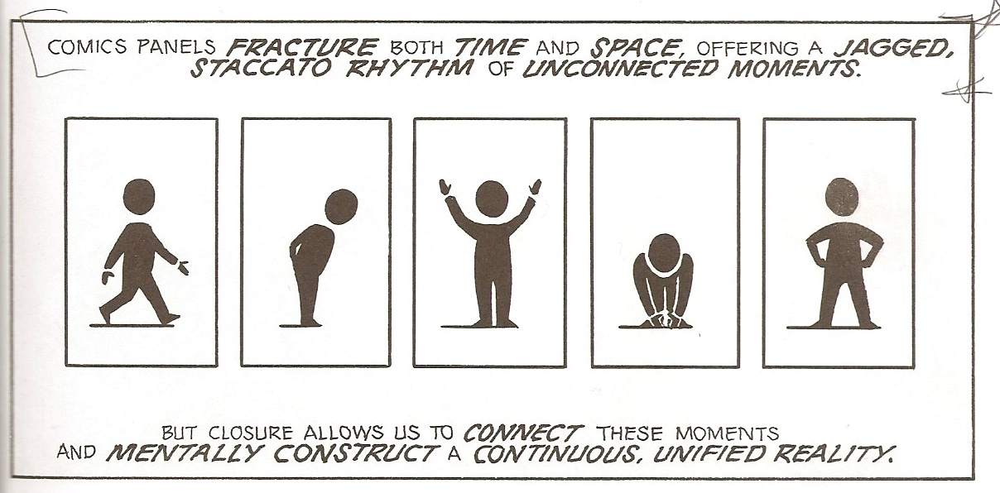 COMICS PANELS FRACTURE BOTH TIME AND SPACE, OFFERING A JAGGED,
STACCATO RHYTHM OF UNCONNECTED MOMENTS.
BUT CLOSURE ALLOWS US TO CONNECT THESE MOMENTS
AND MENTALLY CONSTRUCT A CONTINUOUS, UNIFIED REALITY.